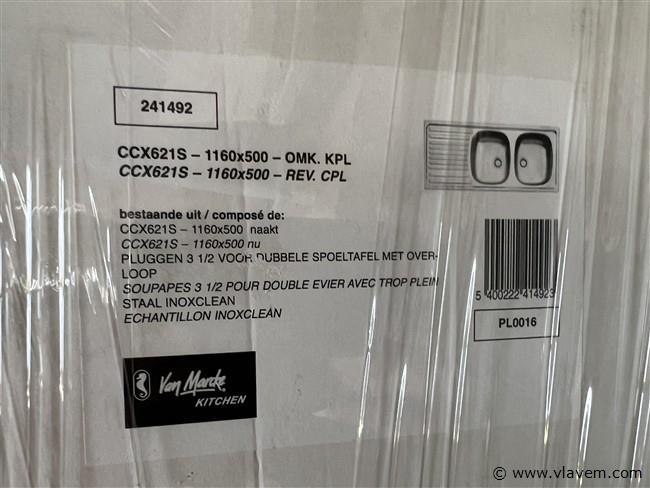 241492
CCX621S – 1160x500 – OMK. KPL
CCX621S – 1160x500 – REV. CPL
bestaande uit / composé de:
CCX621S – 1160x500 naakt
CCX621S – 1160x500 nu
PLUGGEN 3 1/2 VOOR DUBBELE SPOELTAFEL MET OVER-
LOOP
SOUPAPES 3 1/2 POUR DOUBLE EVIER AVEC TROP PLEIN
STAAL INOXCLEAN
ECHANTILLON INOXCLEAN
5 400222 414923
PL0016
Van Marcke
KITCHEN
© www.vlavem.com